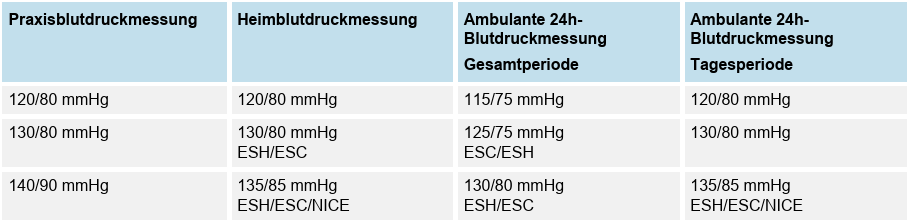 Praxisblutdruckmessung
Heimblutdruckmessung
Ambulante 24h-
Blutdruckmessung
Gesamtperiode
Ambulante 24h-
Blutdruckmessung
Tagesperiode
120/80 mmHg
120/80 mmHg
115/75 mmHg
120/80 mmHg
130/80 mmHg
130/80 mmHg
ESH/ESC
125/75 mmHg
ESC/ESH
130/80 mmHg
140/90 mmHg
135/85 mmHg
ESH/ESC/NICE
130/80 mmHg
ESH/ESC
135/85 mmHg
ESH/ESC/NICE